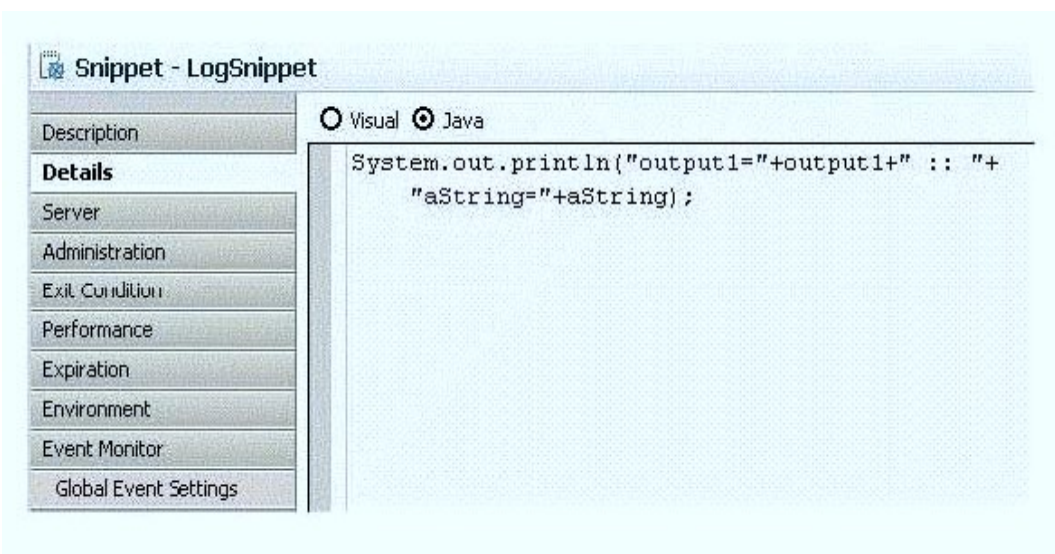 Snippet - LogSnippet
Visual Java
Description
Details
Server
Administration
Exit Condition
Performance
Expiration
Environment
Event Monitor
Global Event Settings
System.out.println("output1="+output1+" :: "+
"aString="+aString);